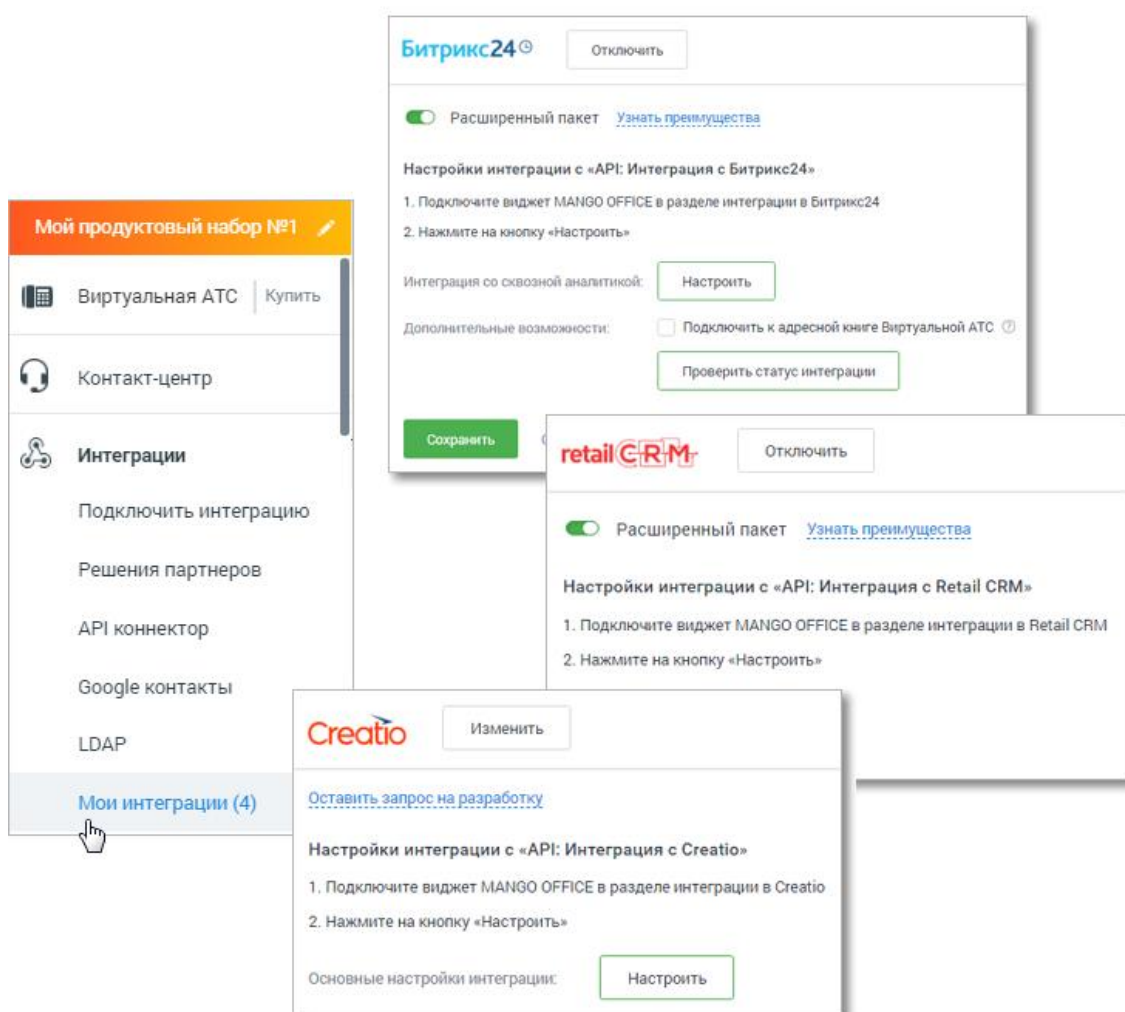 Битрикс24
Отключить
Расширенный пакет Узнать преимущества
Настройки интеграции с «API: Интеграция с Битрикс24»
1. Подключите виджет MANGO OFFICE в разделе интеграции в Битрикс24
2. Нажмите на кнопку «Настроить»
Интеграция со сквозной аналитикой: Настроить
Дополнительные возможности: Подключить к адресной книге Виртуальной АТС ?
Проверить статус интеграции
Сохранить
Мой продуктовый набор №1
Виртуальная АТС Купить
Контакт-центр
Интеграции
Подключить интеграцию
Решения партнеров
API коннектор
Google контакты
LDAP
Мои интеграции (4)
retailCRM Отключить
Расширенный пакет Узнать преимущества
Настройки интеграции с «API: Интеграция с Retail CRM»
1. Подключите виджет MANGO OFFICE в разделе интеграции в Retail CRM
2. Нажмите на кнопку «Настроить»
Creatio Изменить
Оставить запрос на разработку
Настройки интеграции с «API: Интеграция с Creatio»
1. Подключите виджет MANGO OFFICE в разделе интеграции в Creatio
2. Нажмите на кнопку «Настроить»
Основные настройки интеграции: Настроить